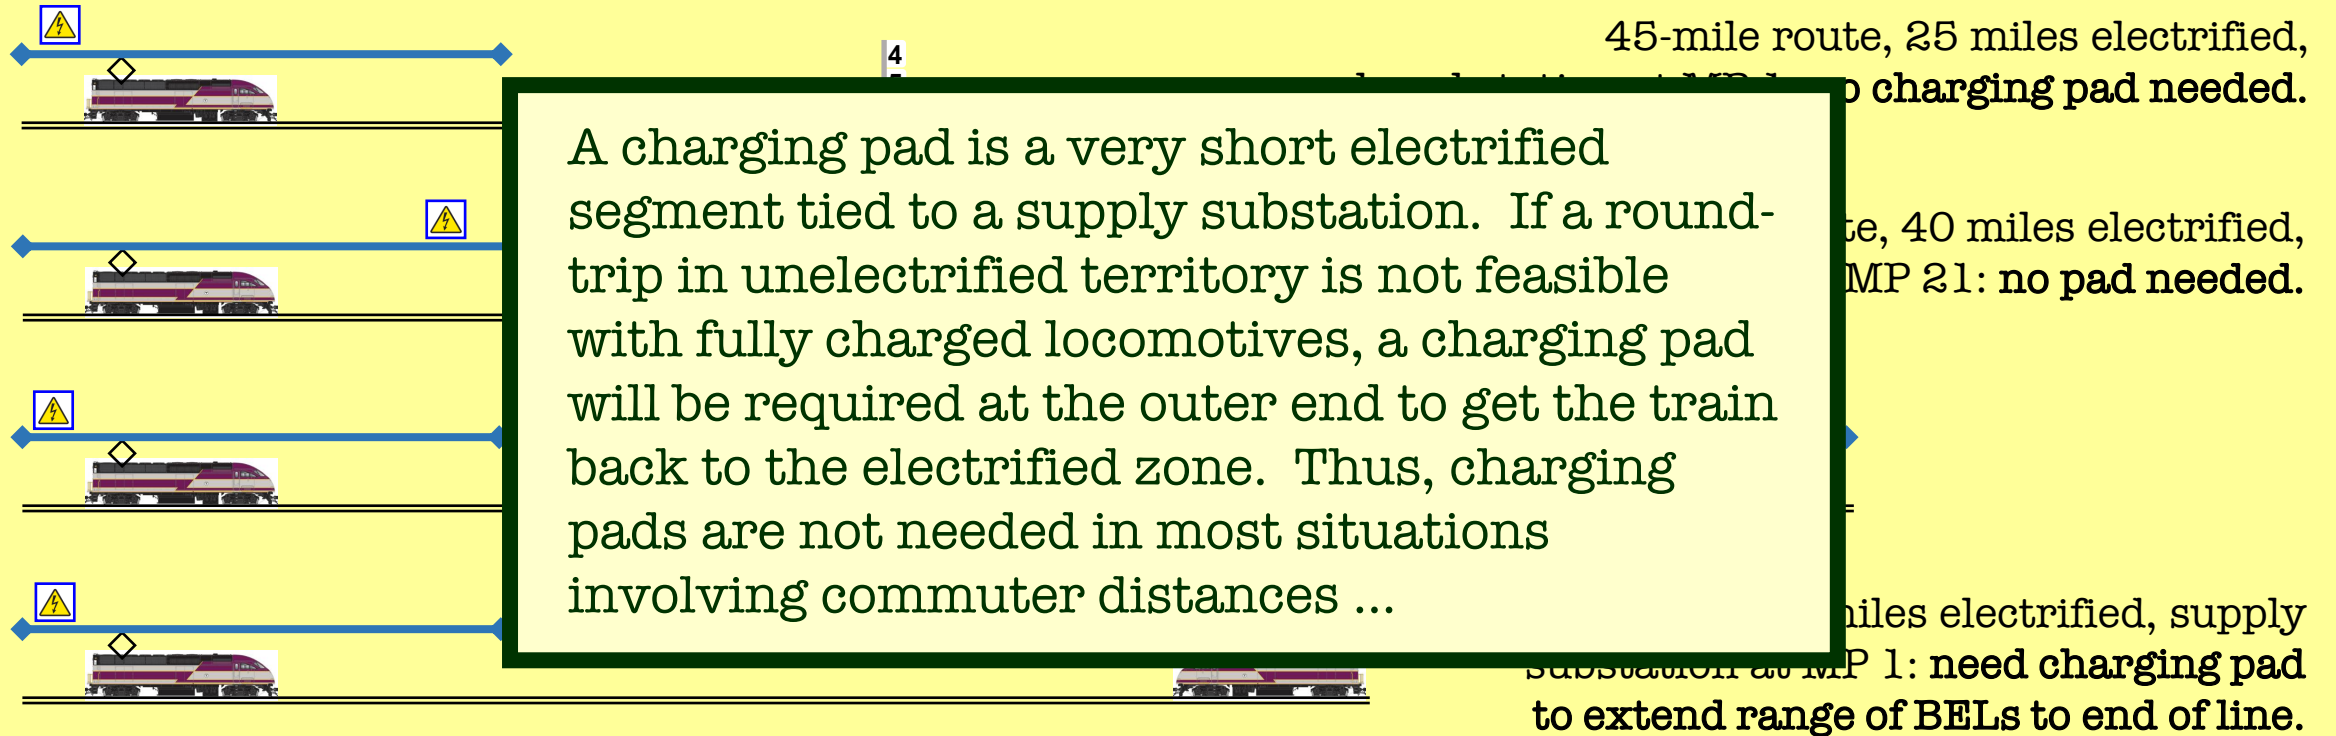 45-mile route, 25 miles electrified,
4
charging pad needed.
A charging pad is a very short electrified
segment tied to a supply substation.  If a round-
trip in unelectrified territory is not feasible
with fully charged locomotives, a charging pad
will be required at the outer end to get the train
back to the electrified zone.  Thus, charging
pads are not needed in most situations
involving commuter distances ...
40 miles electrified,
MP 21: no pad needed.
electrified, supply
substation at MP 1: need charging pad
to extend range of BELs to end of line.